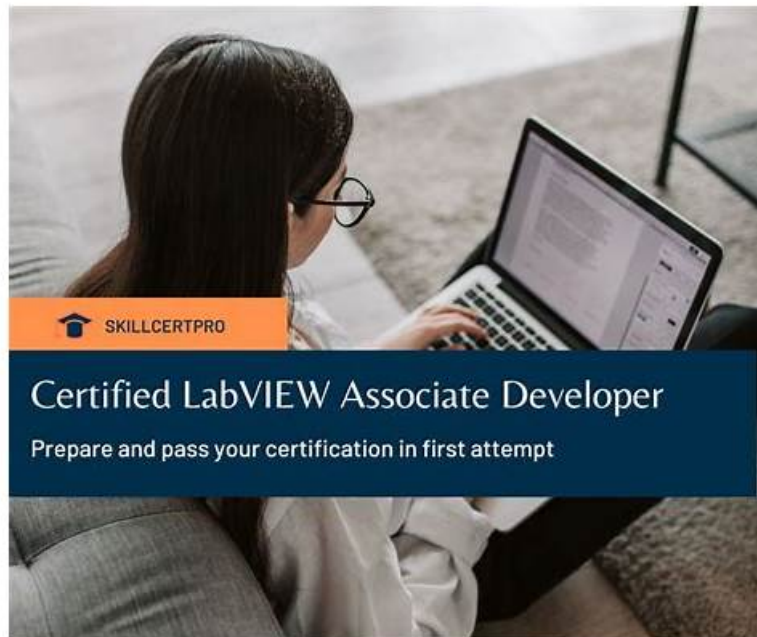 SKILLCERTPRO
Certified LabVIEW Associate Developer
Prepare and pass your certification in first attempt